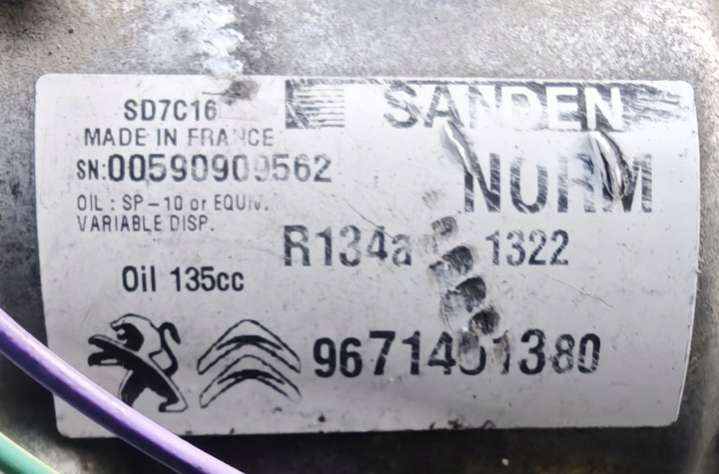 SD7C16
MADE IN FRANCE
SN:00590909562
OIL : SP-10 or EQUIV.
VARIABLE DISP.
SANDEN
NORM
R134a 1322
Oil 135cc
9671451380